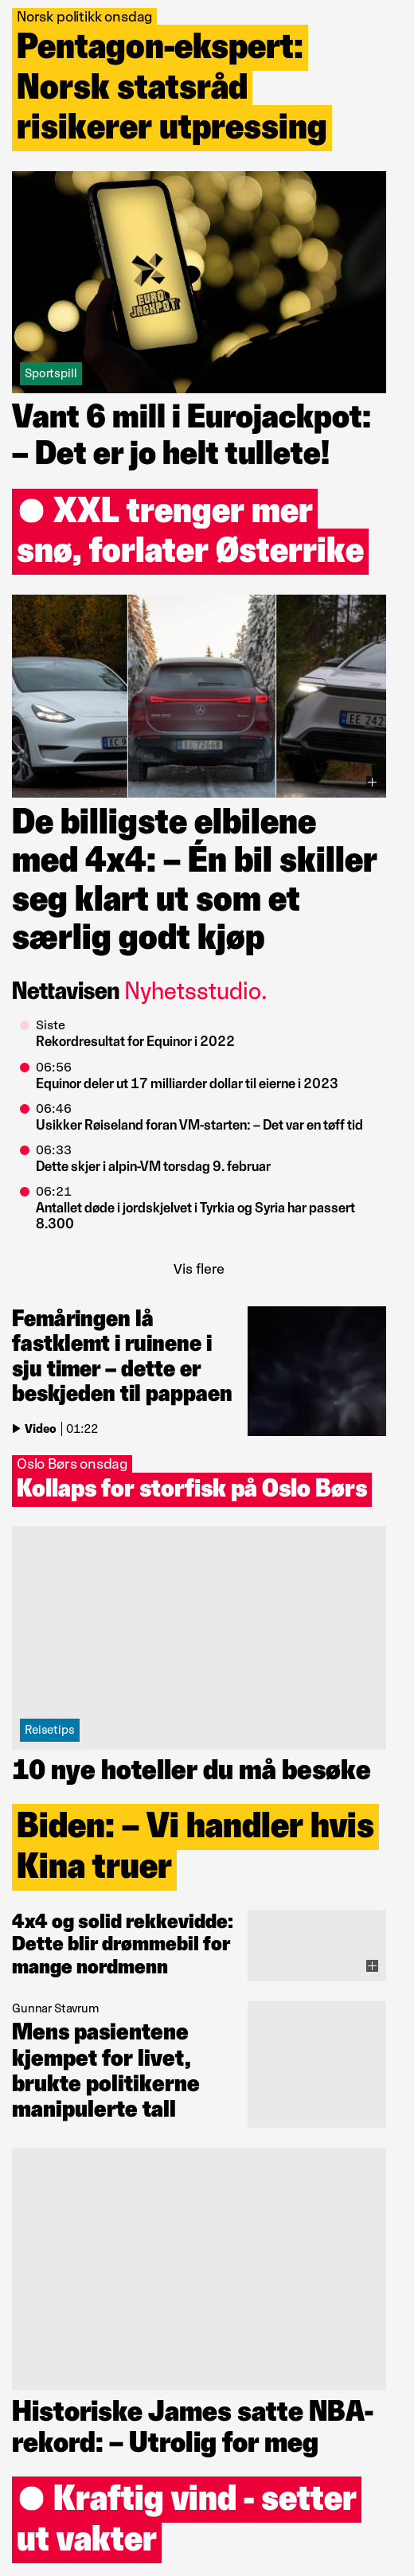 Norsk politikk onsdag
Pentagon-ekspert:
Norsk statsråd
risikerer utpressing
EURO
JACKPOT
Sportspill
Vant 6 mill i Eurojackpot:
– Det er jo helt tullete!
XXL trenger mer
snø, forlater Østerrike
De billigste elbilene
med 4x4: – Én bil skiller
seg klart ut som et
særlig godt kjøp
Nettavisen Nyhetsstudio.
Siste
Rekordresultat for Equinor i 2022
06:56
Equinor deler ut 17 milliarder dollar til eierne i 2023
06:46
Usikker Røiseland foran VM-starten: – Det var en tøff tid
06:33
Dette skjer i alpin-VM torsdag 9. februar
06:21
Antallet døde i jordskjelvet i Tyrkia og Syria har passert
8.300
Vis flere
Femåringen lå
fastklemt i ruinene i
sju timer – dette er
beskjeden til pappaen
Video | 01:22
Oslo Børs onsdag
Kollaps for storfisk på Oslo Børs
Reisetips
10 nye hoteller du må besøke
Biden: – Vi handler hvis
Kina truer
4x4 og solid rekkevidde:
Dette blir drømmebil for
mange nordmenn
Gunnar Stavrum
Mens pasientene
kjempet for livet,
brukte politikerne
manipulerte tall
Historiske James satte NBA-
rekord: – Utrolig for meg
Kraftig vind - setter
ut vakter